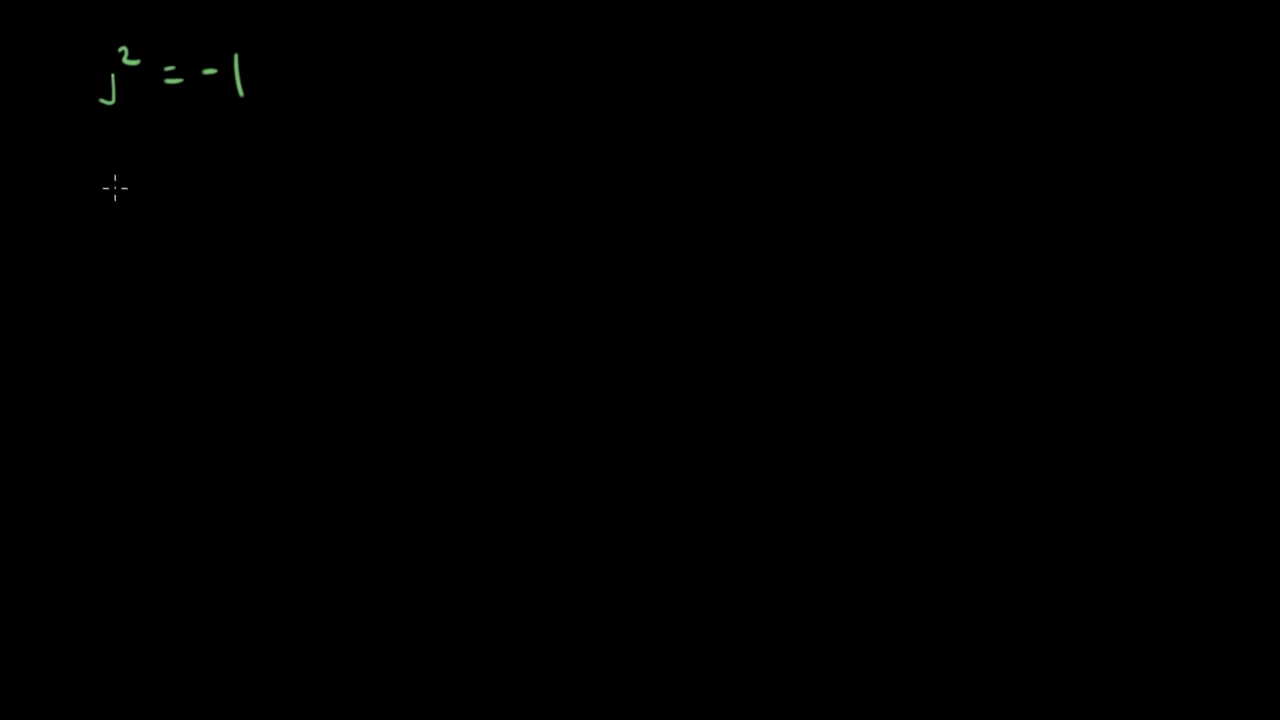 j² = -1